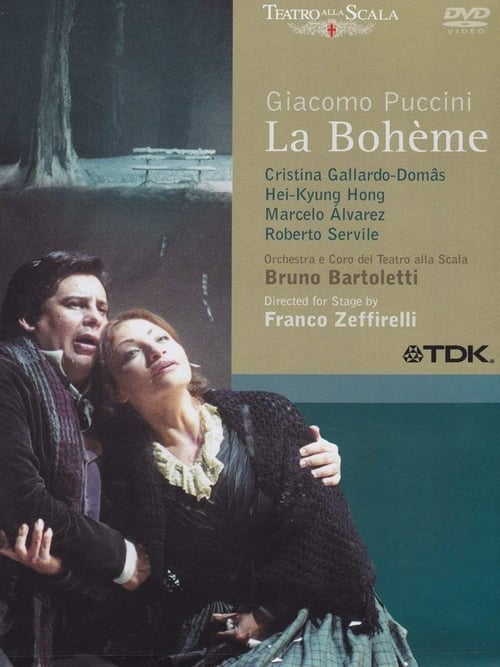 TEATRO ALLA SCALA
DVD
VIDEO
Giacomo Puccini
La Bohème
Cristina Gallardo-Domâs
Hei-Kyung Hong
Marcelo Álvarez
Roberto Servile
Orchestra e Coro del Teatro alla Scala
Bruno Bartoletti
Directed for Stage by
Franco Zeffirelli
TDK.